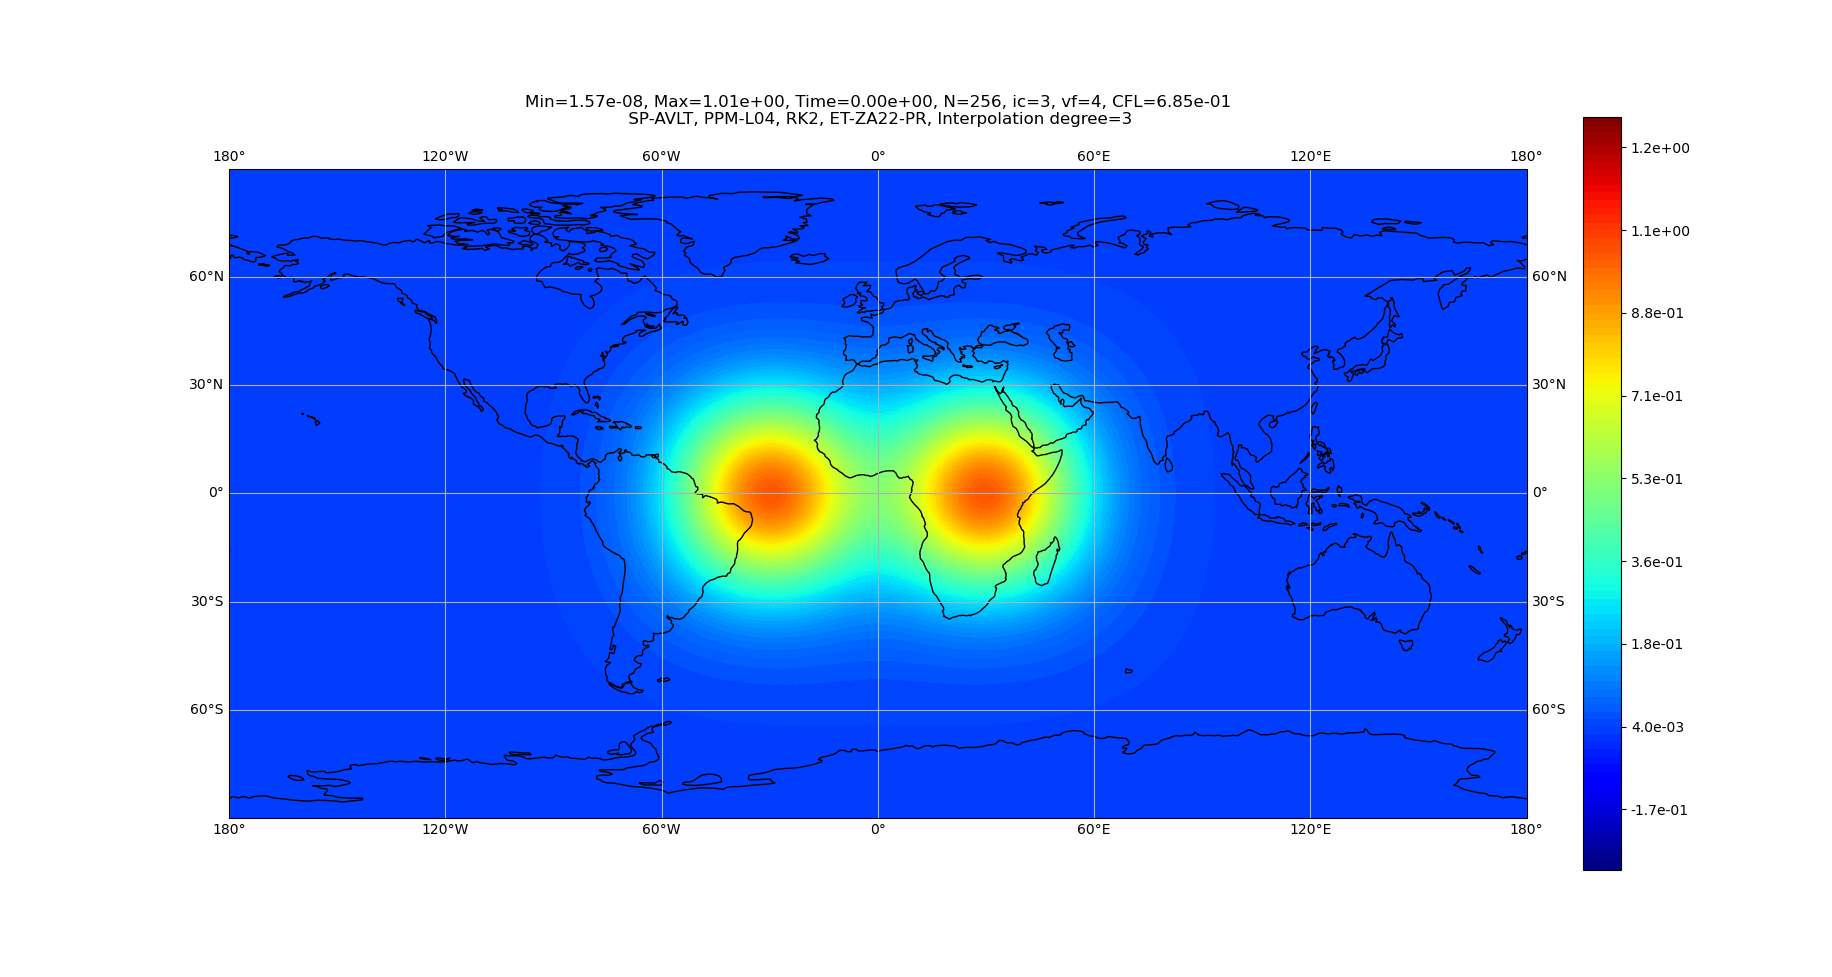 Min=1.57e-08, Max=1.01e+00, Time=0.00e+00, N=256, ic=3, vf=4, CFL=6.85e-01
SP-AVLT, PPM-L04, RK2, ET-ZA22-PR, Interpolation degree=3
180° 120°W 60°W 0° 60°E 120°E 180°
60°N 60°N
30°N 30°N
0° 0°
30°S 30°S
60°S 60°S
180° 120°W 60°W 0° 60°E 120°E 180°
1.2e+00
1.1e+00
8.8e-01
7.1e-01
5.3e-01
3.6e-01
1.8e-01
4.0e-03
-1.7e-01